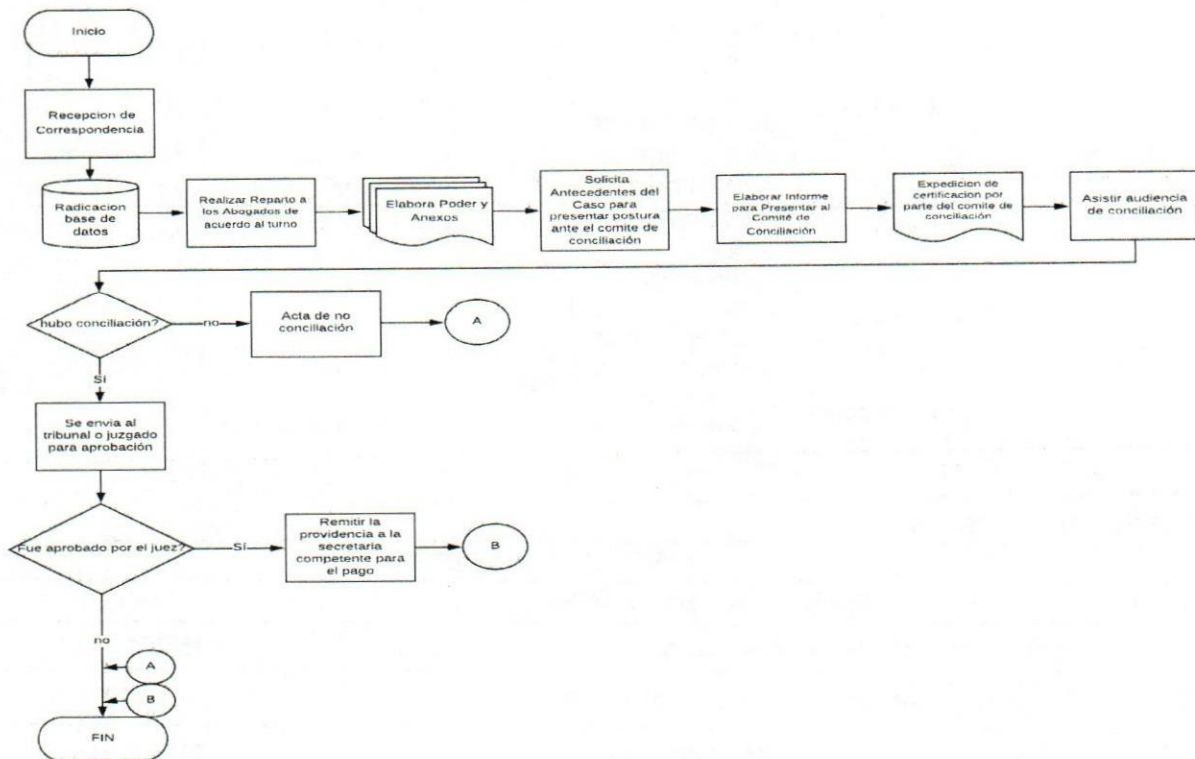 Inicio
Recepcion de
Correspondencia
Radicacion
base de
datos
Realizar Reparto a
los Abogados de
acuerdo al turno
Elabora Poder y
Anexos
Solicita
Antecedentes del
Caso para
presentar postura
ante el comite de
conciliación
Elaborar Informe
para Presentar al
Comité de
Conciliación
Expedicion de
certificacion por
parte del comite de
conciliación
Asistir audiencia
de conciliación
hubo conciliación?
no
Acta de no
conciliación
A
Sí
Se envia al
tribunal o juzgado
para aprobación
Fue aprobado por el juez?
Sí
Remitir la
providencia a la
secretaria
competente para
el pago
B
no
A
B
FIN